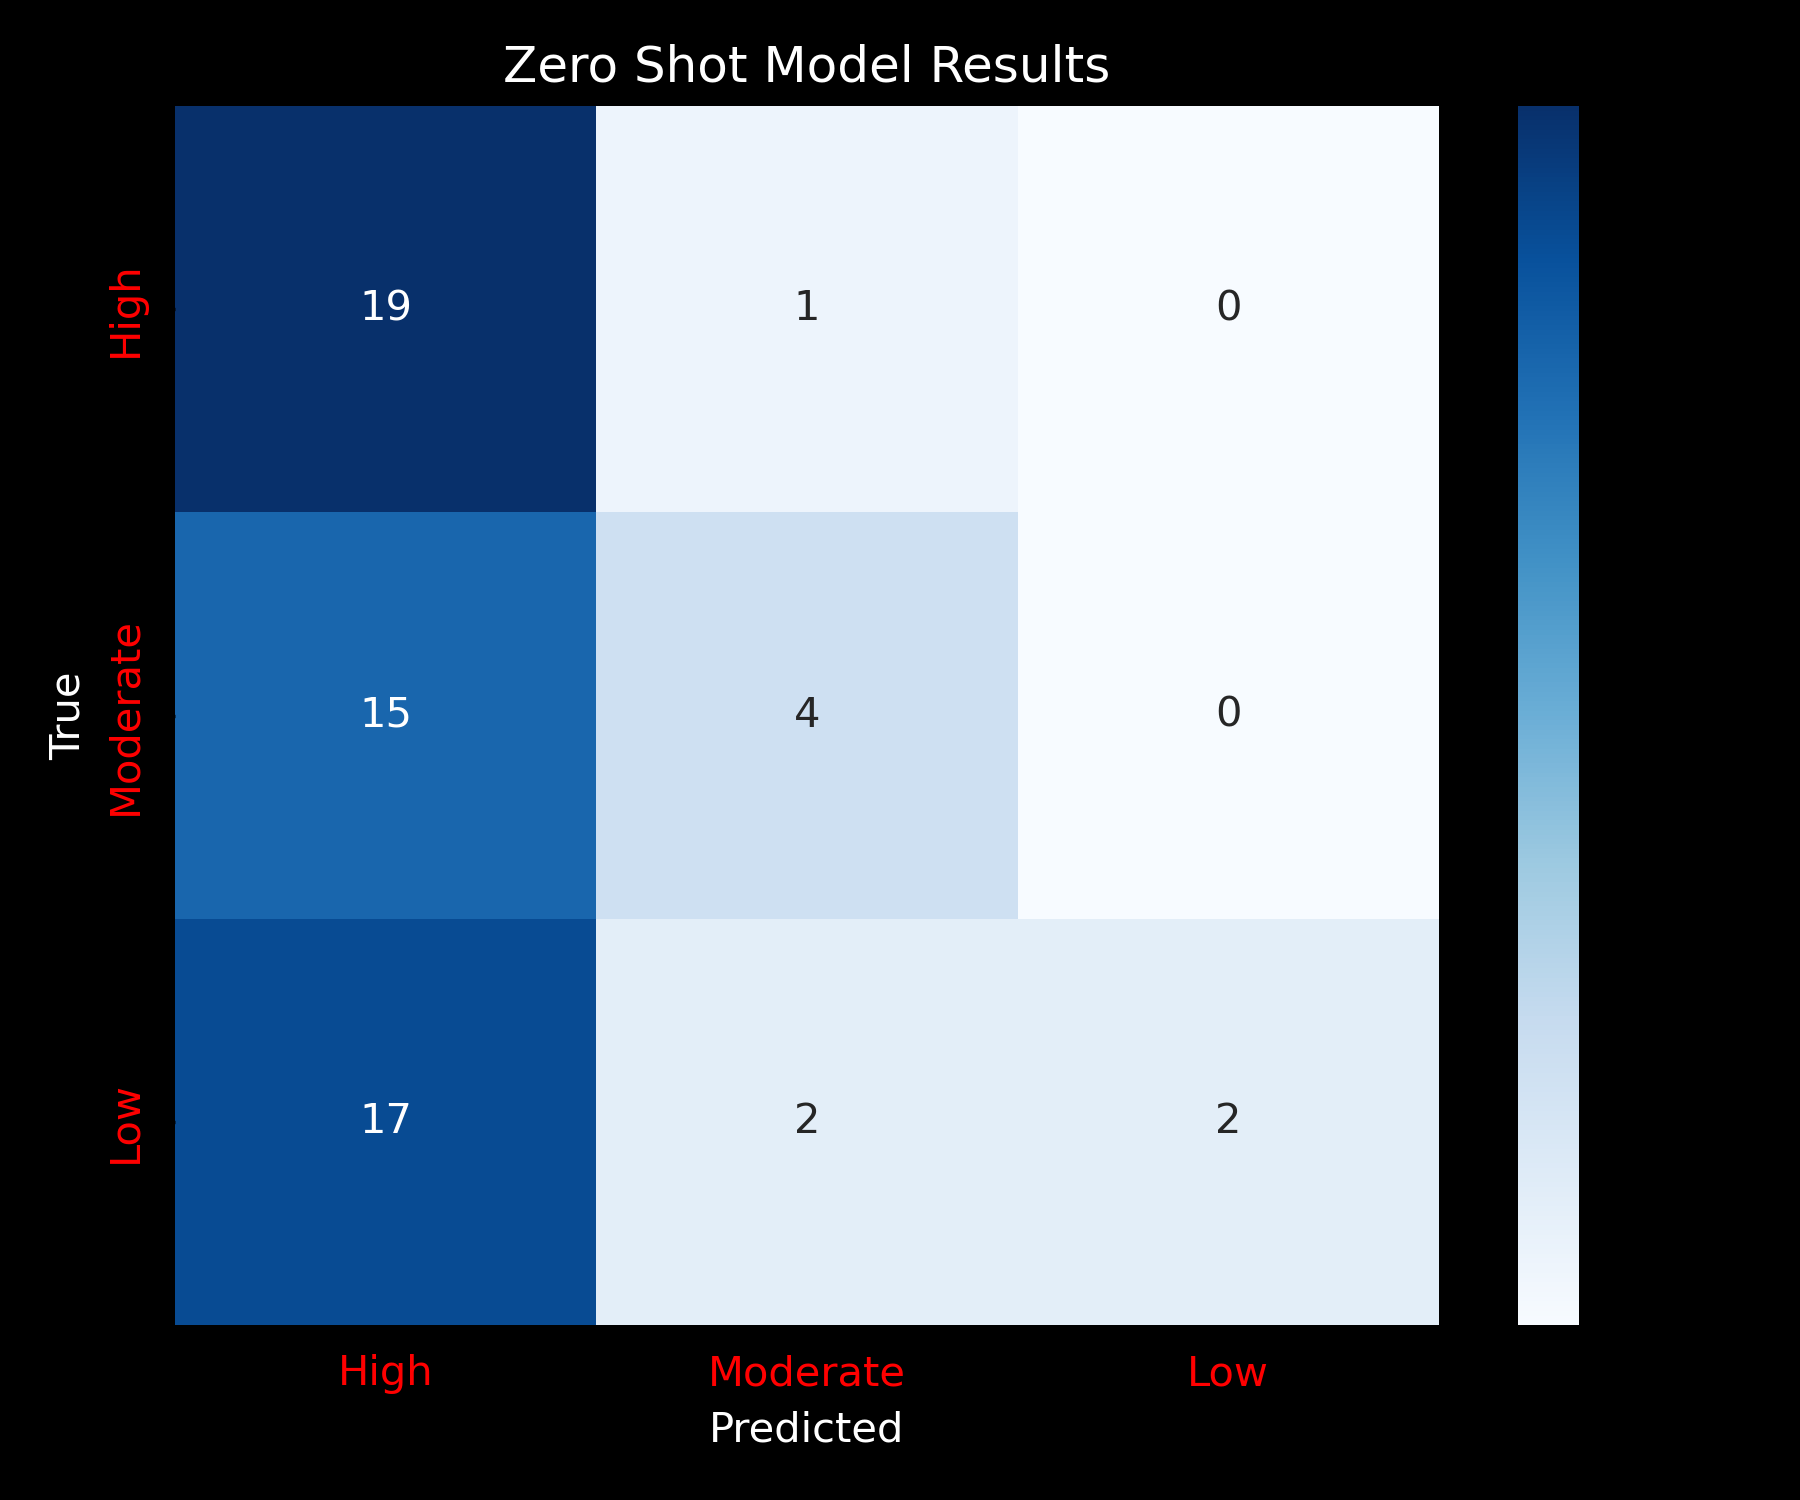 Zero Shot Model Results
True
High
19 1 0
Moderate
15 4 0
Low
17 2 2
High Moderate Low
Predicted